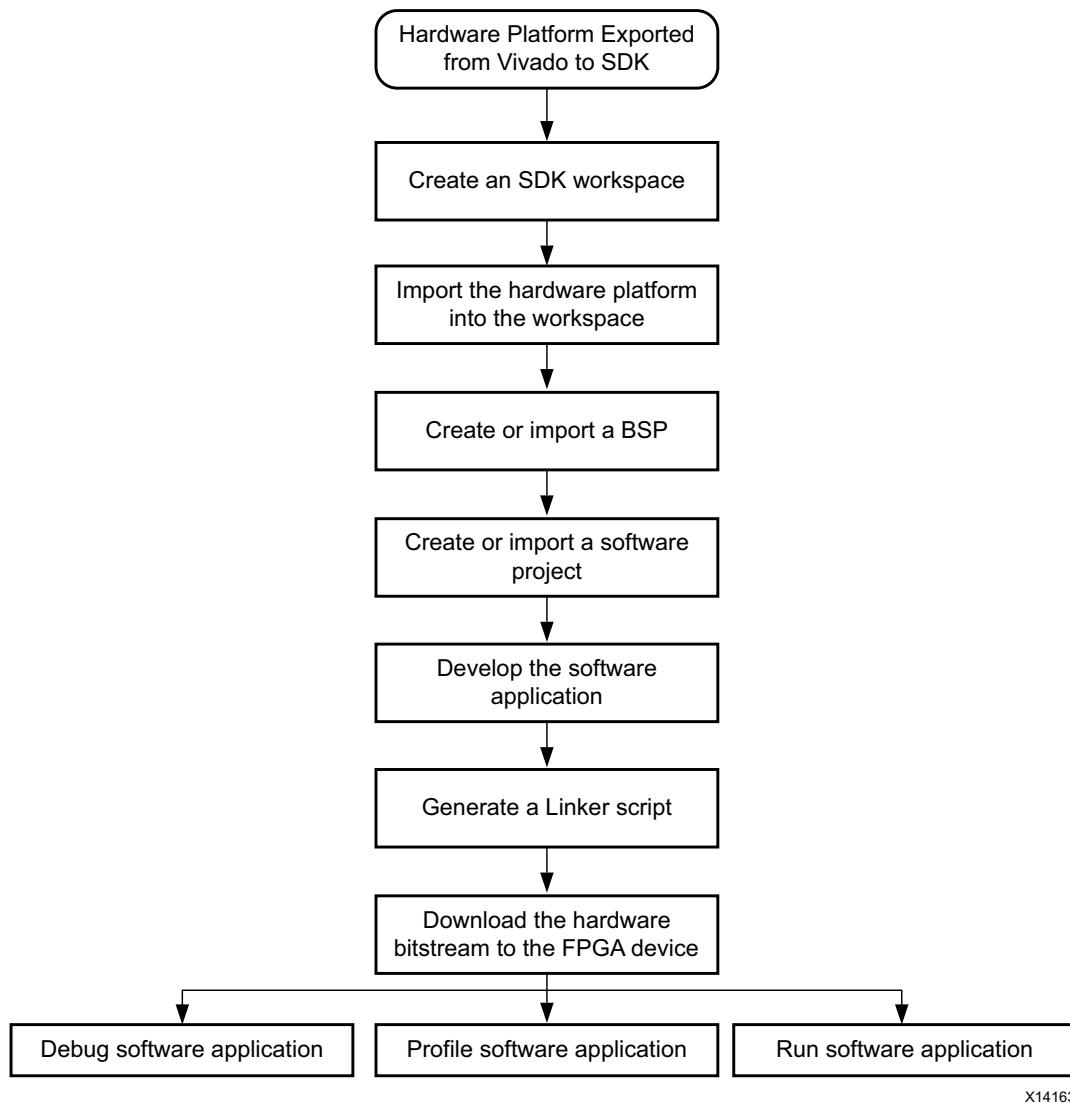 Hardware Platform Exported
from Vivado to SDK
Create an SDK workspace
Import the hardware platform
into the workspace
Create or import a BSP
Create or import a software
project
Develop the software
application
Generate a Linker script
Download the hardware
bitstream to the FPGA device
Debug software application
Profile software application
Run software application
X14163